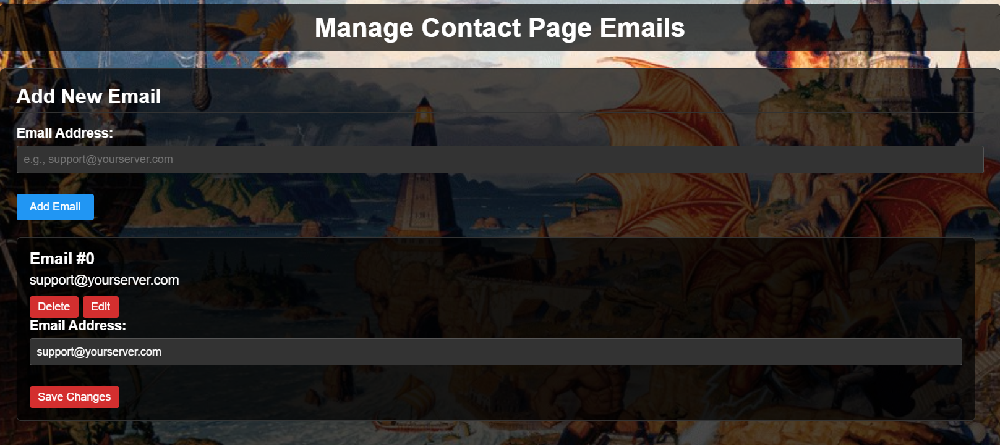 Manage Contact Page Emails
Add New Email
Email Address:
e.g., support@yourserver.com
Add Email
Email #0
support@yourserver.com
Delete Edit
Email Address:
support@yourserver.com
Save Changes